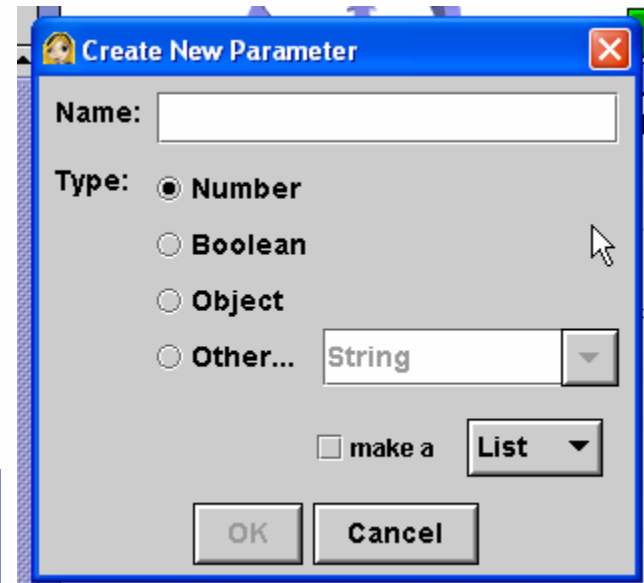 Create New Parameter
Name:
Type:
Number
Boolean
Object
Other... String
make a List
OK Cancel